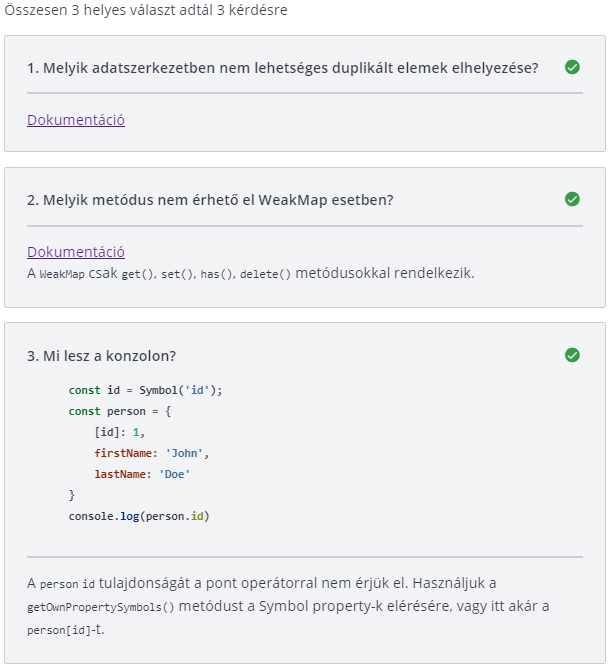 Összesen 3 helyes választ adtál 3 kérdésre
1. Melyik adatszerkezetben nem lehetséges duplikált elemek elhelyezése?
Dokumentáció
2. Melyik metódus nem érhető el WeakMap esetben?
Dokumentáció
A WeakMap csak get(), set(), has(), delete() metódusokkal rendelkezik.
3. Mi lesz a konzolon?
const id = Symbol('id');
const person = {
    [id]: 1,
    firstName: 'John',
    lastName: 'Doe'
}
console.log(person.id)
A person id tulajdonságát a pont operátorral nem érjük el. Használjuk a
getOwnPropertySymbols() metódust a Symbol property-k elérésére, vagy itt akár a
person[id]-t.